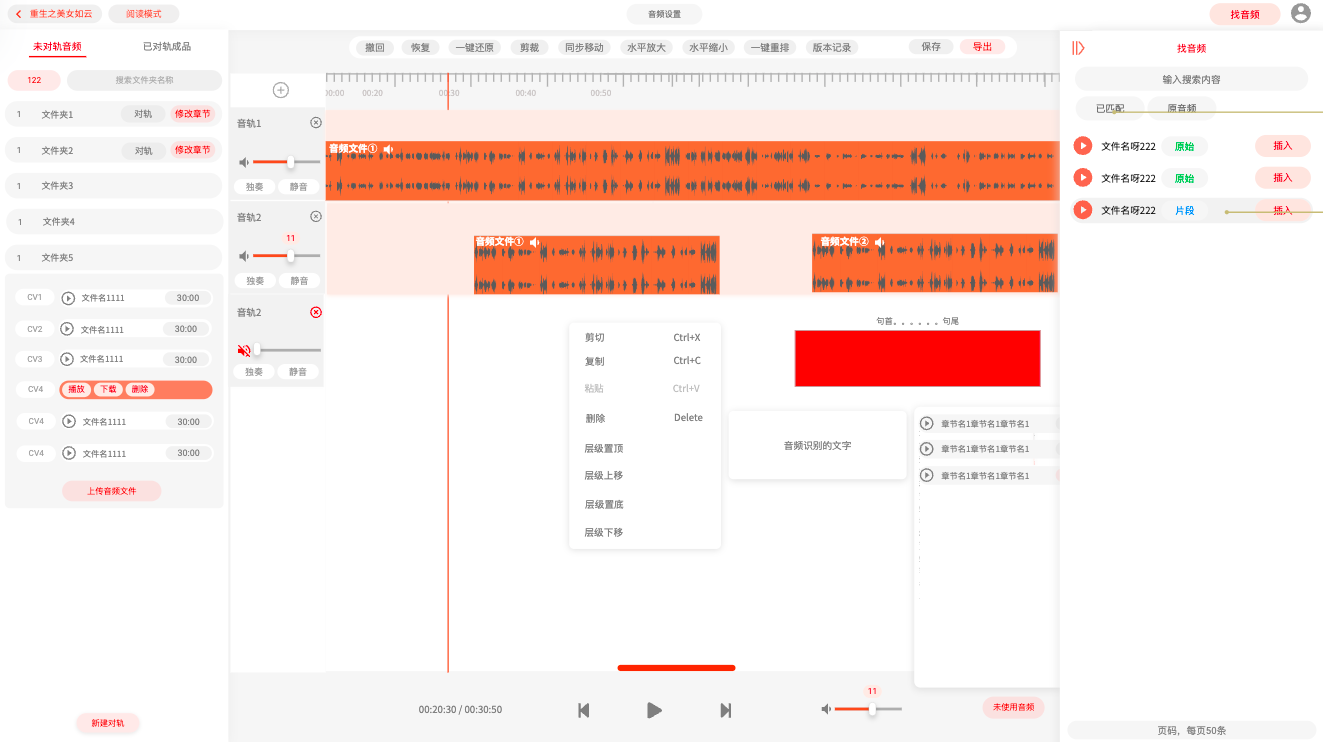 重生之美女如云
阅读模式
音频设置
找音频
未对轨音频
已对轨成品
122
搜索文件夹名称
1 文件夹1 对轨 修改章节
1 文件夹2 对轨 修改章节
1 文件夹3
1 文件夹4
1 文件夹5
CV1 文件名1111 30:00
CV2 文件名1111 30:00
CV3 文件名1111 30:00
CV4 播放 下载 删除
CV4 文件名1111 30:00
CV4 文件名1111 30:00
上传音频文件
新建对轨
撤回 恢复 一键还原 剪裁 同步移动 水平放大 水平缩小 一键重排 版本记录 保存 导出
00:00 00:20 00:30 00:40 00:50
音轨1
独奏 静音
音频文件①
音轨2
11
独奏 静音
音频文件①
音频文件②
音轨2
独奏 静音
剪切 Ctrl+X
复制 Ctrl+C
粘贴 Ctrl+V
删除 Delete
层级置顶
层级上移
层级置底
层级下移
句首。。。。。。句尾
音频识别的文字
章节名1章节名1章节名1
章节名1章节名1章节名1
章节名1章节名1章节名1
00:20:30 / 00:30:50
11
未使用音频
找音频
输入搜索内容
已匹配 原音频
文件名呀222 原始 插入
文件名呀222 原始 插入
文件名呀222 片段 插入
页码，每页50条